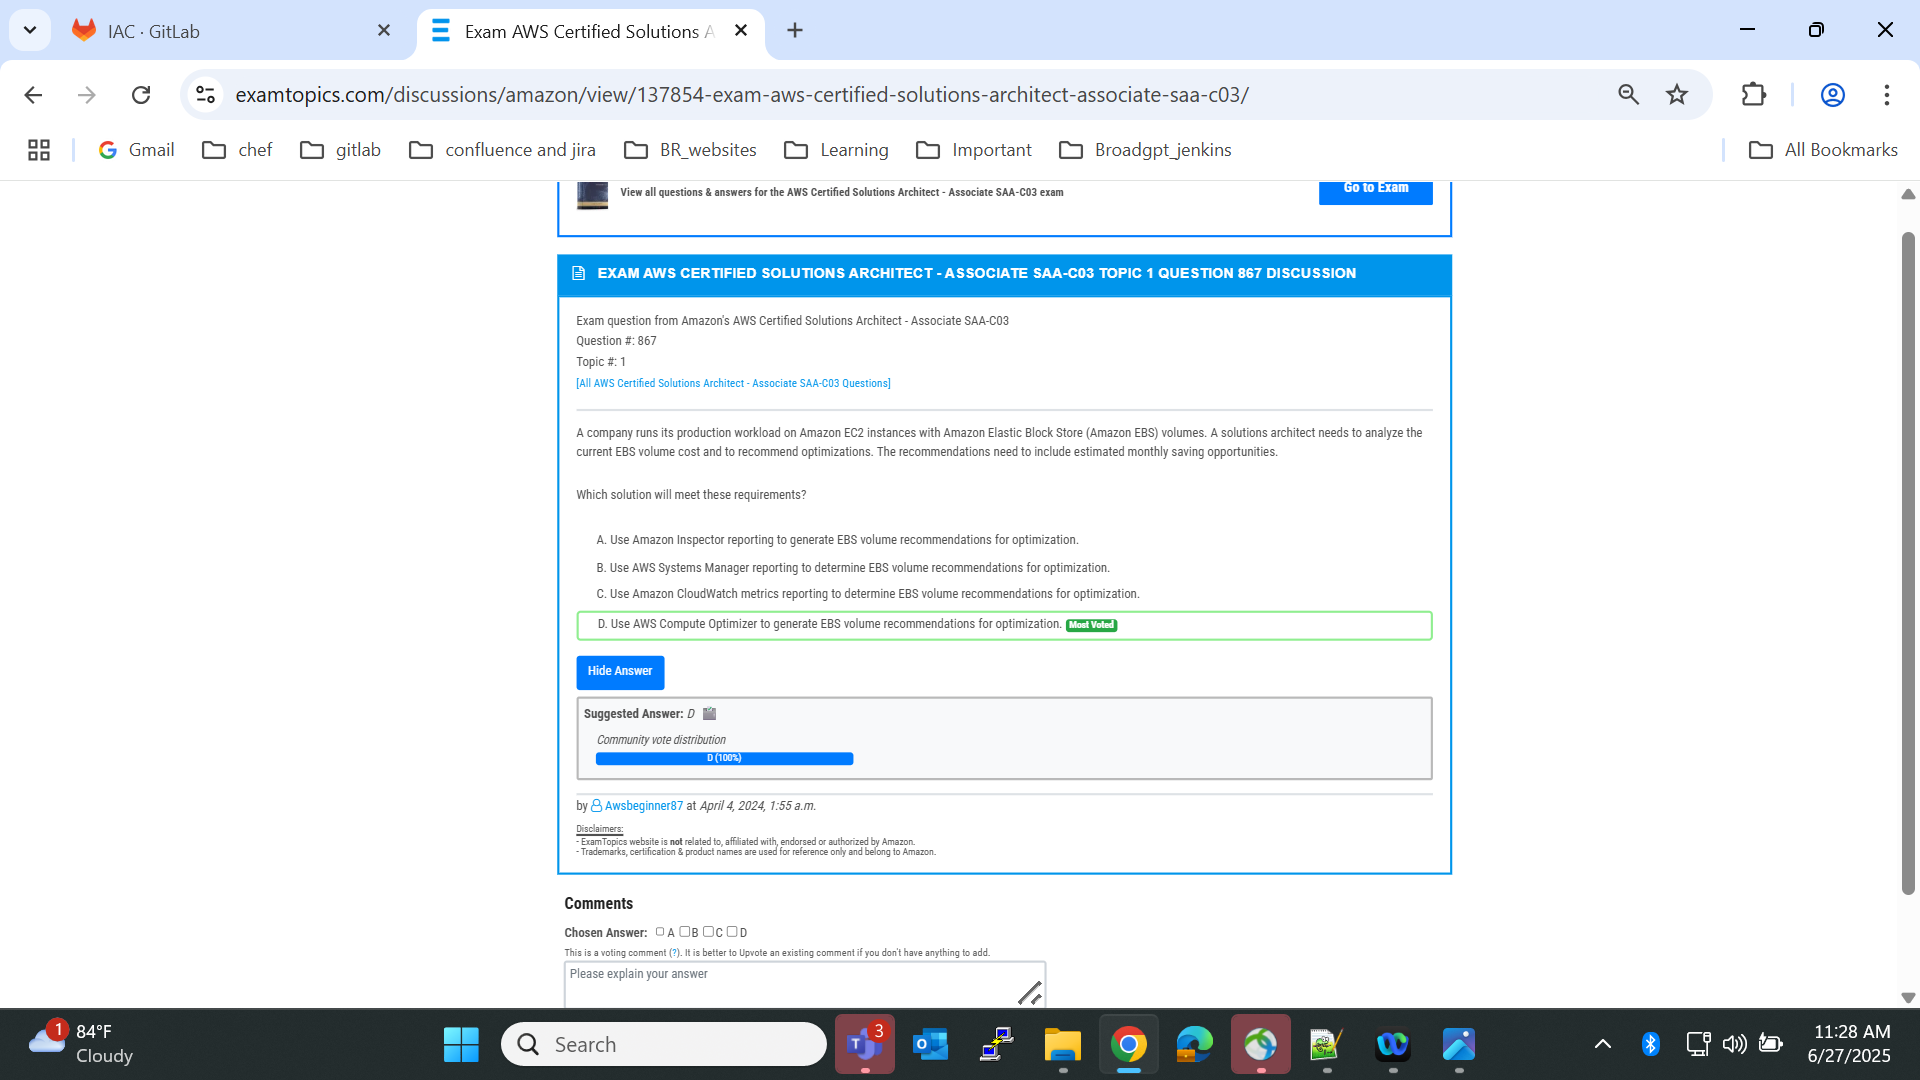 IAC · GitLab
Exam AWS Certified Solutions A
examtopics.com/discussions/amazon/view/137854-exam-aws-certified-solutions-architect-associate-saa-c03/
Gmail
chef
gitlab
confluence and jira
BR_websites
Learning
Important
Broadgpt_jenkins
All Bookmarks
View all questions & answers for the AWS Certified Solutions Architect - Associate SAA-C03 exam
Go to Exam
EXAM AWS CERTIFIED SOLUTIONS ARCHITECT - ASSOCIATE SAA-C03 TOPIC 1 QUESTION 867 DISCUSSION
Exam question from Amazon's AWS Certified Solutions Architect - Associate SAA-C03
Question #: 867
Topic #: 1
[All AWS Certified Solutions Architect - Associate SAA-C03 Questions]
A company runs its production workload on Amazon EC2 instances with Amazon Elastic Block Store (Amazon EBS) volumes. A solutions architect needs to analyze the
current EBS volume cost and to recommend optimizations. The recommendations need to include estimated monthly saving opportunities.
Which solution will meet these requirements?
A. Use Amazon Inspector reporting to generate EBS volume recommendations for optimization.
B. Use AWS Systems Manager reporting to determine EBS volume recommendations for optimization.
C. Use Amazon CloudWatch metrics reporting to determine EBS volume recommendations for optimization.
D. Use AWS Compute Optimizer to generate EBS volume recommendations for optimization. Most Voted
Hide Answer
Suggested Answer: D
Community vote distribution
D (100%)
by Awsbeginner87 at April 4, 2024, 1:55 a.m.
Disclaimers:
- ExamTopics website is not related to, affiliated with, endorsed or authorized by Amazon.
- Trademarks, certification & product names are used for reference only and belong to Amazon.
Comments
Chosen Answer: A B C D
This is a voting comment (?). It is better to Upvote an existing comment if you don't have anything to add.
Please explain your answer
1
84°F
Cloudy
Search
3
11:28 AM
6/27/2025